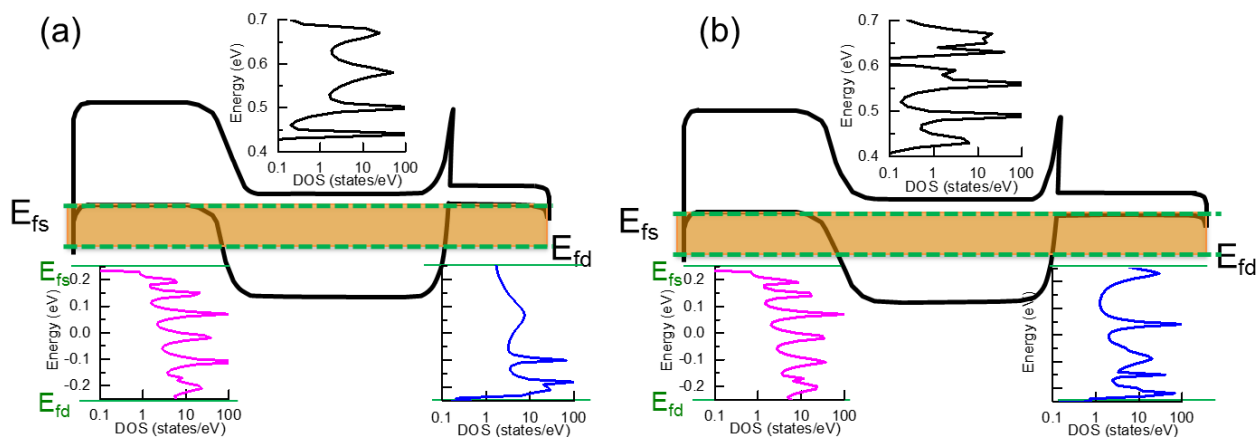 (a)
0.7
0.6
0.5
0.4
Energy (eV)
0.1 1 10 100
DOS (states/eV)
E_fs
E_fd
E_fs
0.2
0.1
0.0
-0.1
-0.2
Energy (eV)
E_fd
0.1 1 10 100
DOS (states/eV)
0.1 1 10 100
DOS (states/eV)
(b)
0.7
0.6
0.5
0.4
Energy (eV)
0.1 1 10 100
DOS (states/eV)
E_fs
E_fd
E_fs
0.2
0.1
0.0
-0.1
-0.2
Energy (eV)
E_fd
0.1 1 10 100
DOS (states/eV)
Energy (eV)
0.1 1 10 100
DOS (states/eV)